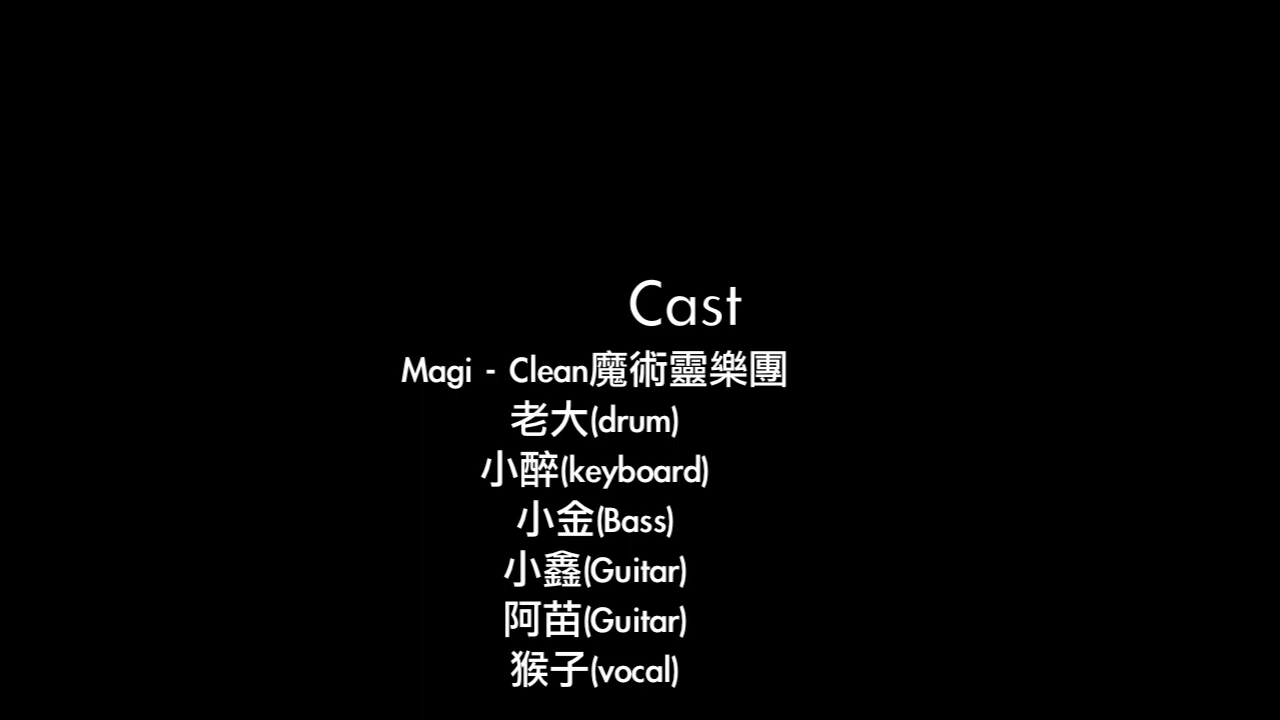 Cast
Magi - Clean魔術靈樂團
老大(drum)
小醉(keyboard)
小金(Bass)
小鑫(Guitar)
阿苗(Guitar)
猴子(vocal)